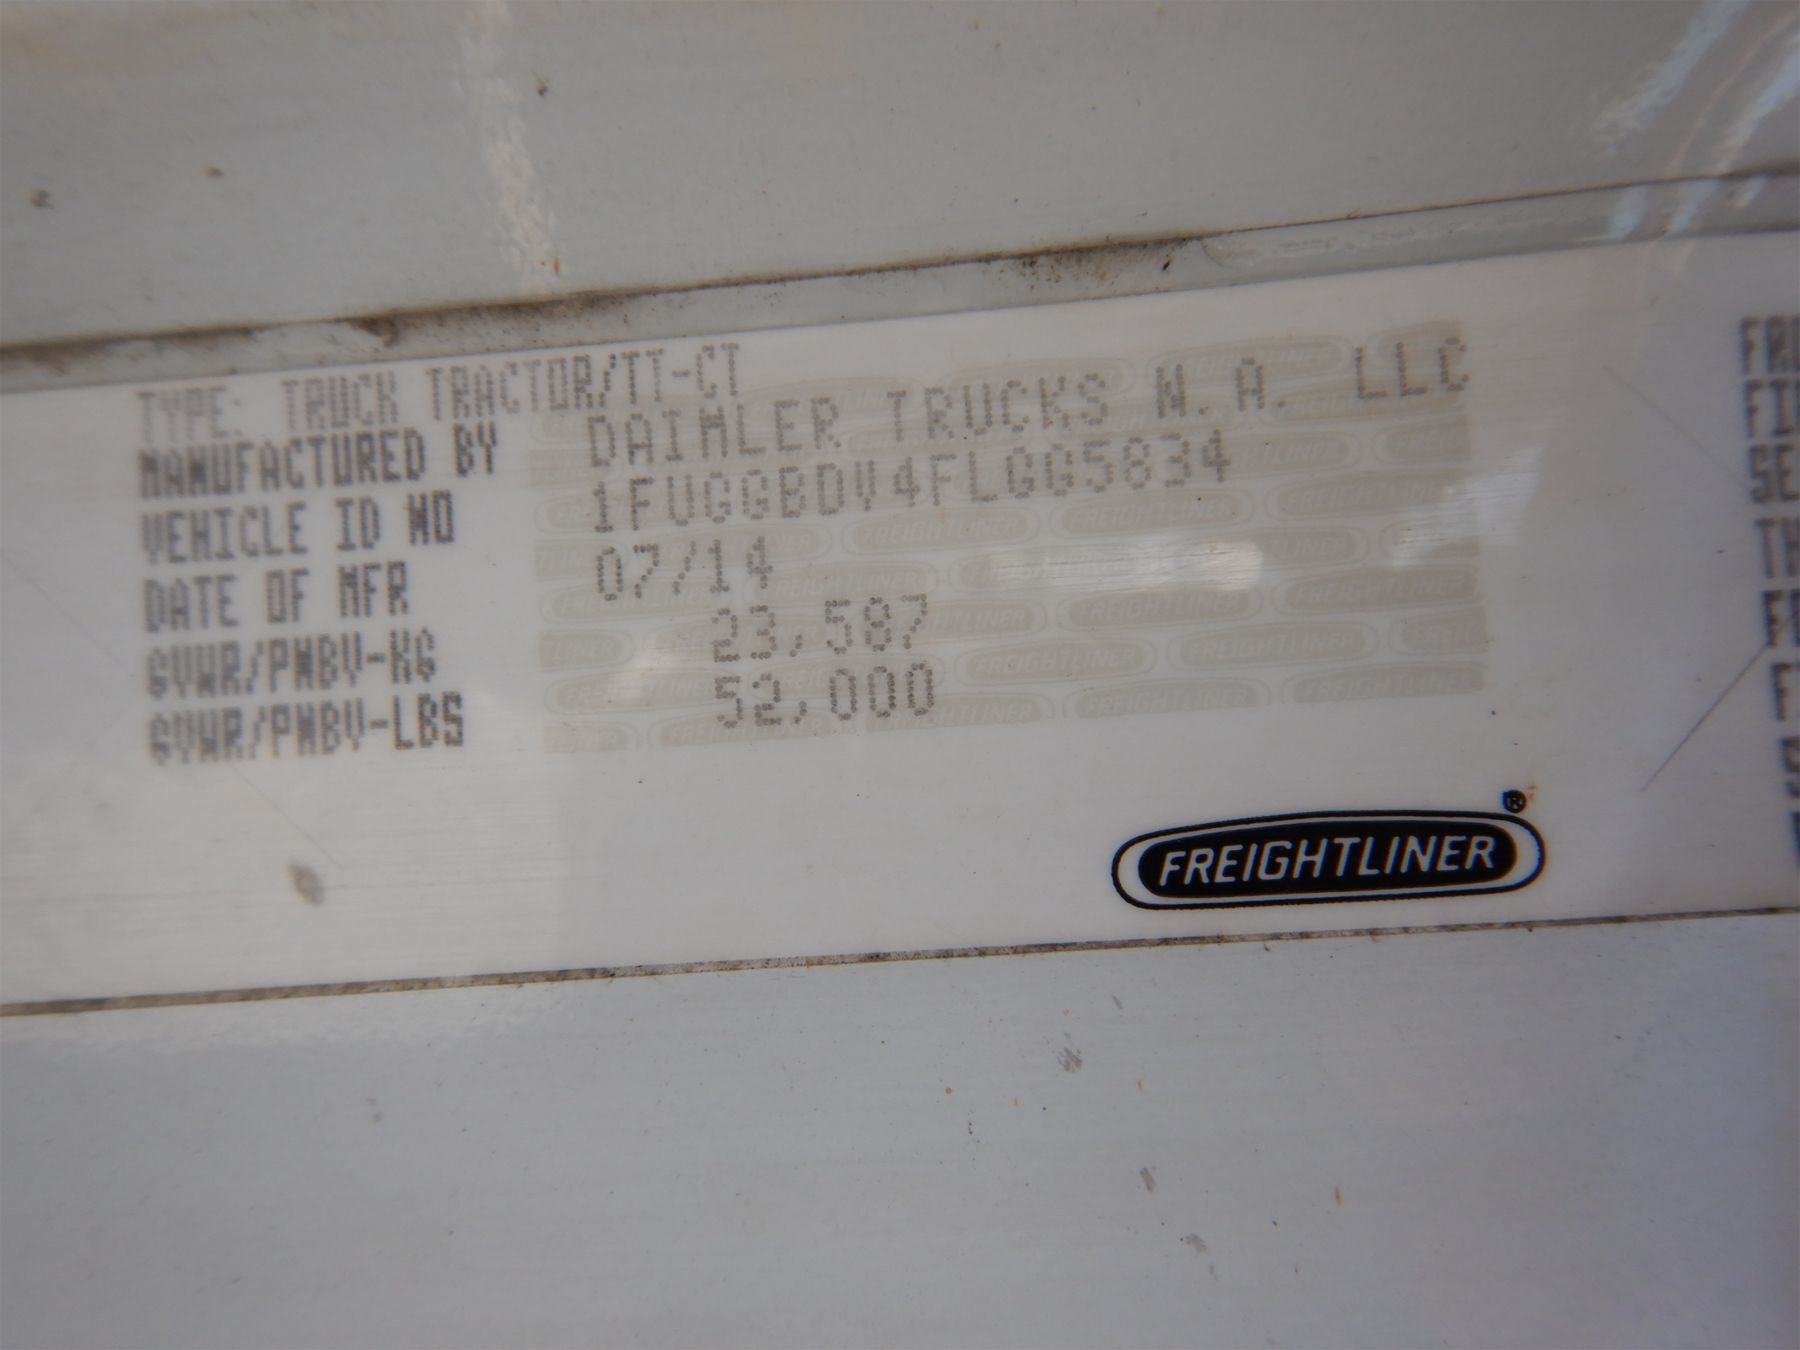 TYPE: TRUCK TRACTOR/TT-CT
MANUFACTURED BY DAIMLER TRUCKS N.A. LLC
VEHICLE ID NO 1FUGGBDV4FLGG5834
DATE OF MFR 07/14
GVWR/PNBV-KG 23,587
GVWR/PNBV-LBS 52,000
FREIGHTLINER®